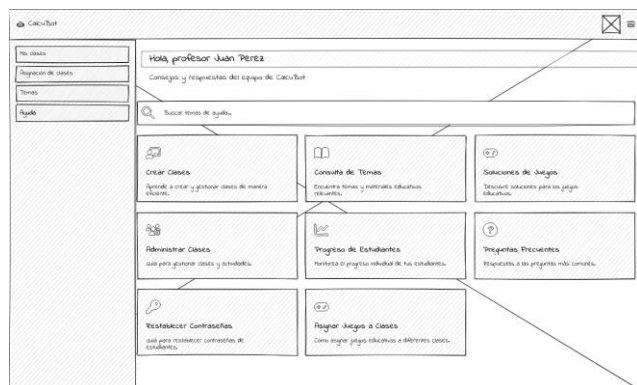 CalcuBot
Mis clases
Asignación de clases
Temas
Ayuda
Hola, profesor Juan Perez
Consejos y respuestas del equipo de CalcuBot
Buscar temas de ayuda...
Crear Clases
Aprende a crear y gestionar clases de manera
eficiente.
Consulta de Temas
Encuentra temas y materiales educativos
relevantes.
Soluciones de Juegos
Descubre soluciones para los juegos
educativos.
Administrar Clases
Guía para gestionar clases y actividades.
Progreso de Estudiantes
Monitorea el progreso individual de tus estudiantes.
Preguntas Frecuentes
Respuestas a las preguntas más comunes.
Restablecer Contraseñas
Guía para restablecer contraseñas de
estudiantes.
Asignar Juegos a Clases
Cómo asignar juegos educativos a diferentes clases.